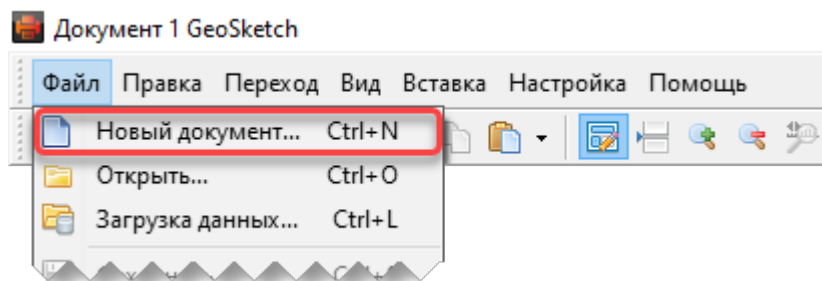 Документ 1 GeoSketch
Файл Правка Переход Вид Вставка Настройка Помощь
Новый документ... Ctrl+N
Открыть... Ctrl+O
Загрузка данных... Ctrl+L